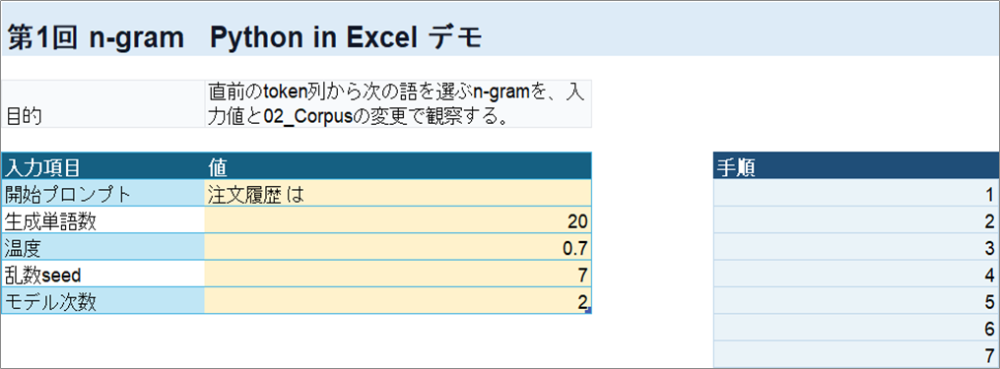 第1回 n-gram Python in Excel デモ
目的
直前のtoken列から次の語を選ぶn-gramを、入
力値と02_Corpusの変更で観察する。
入力項目 値
開始プロンプト 注文履歴 は
生成単語数 20
温度 0.7
乱数seed 7
モデル次数 2
手順
1
2
3
4
5
6
7